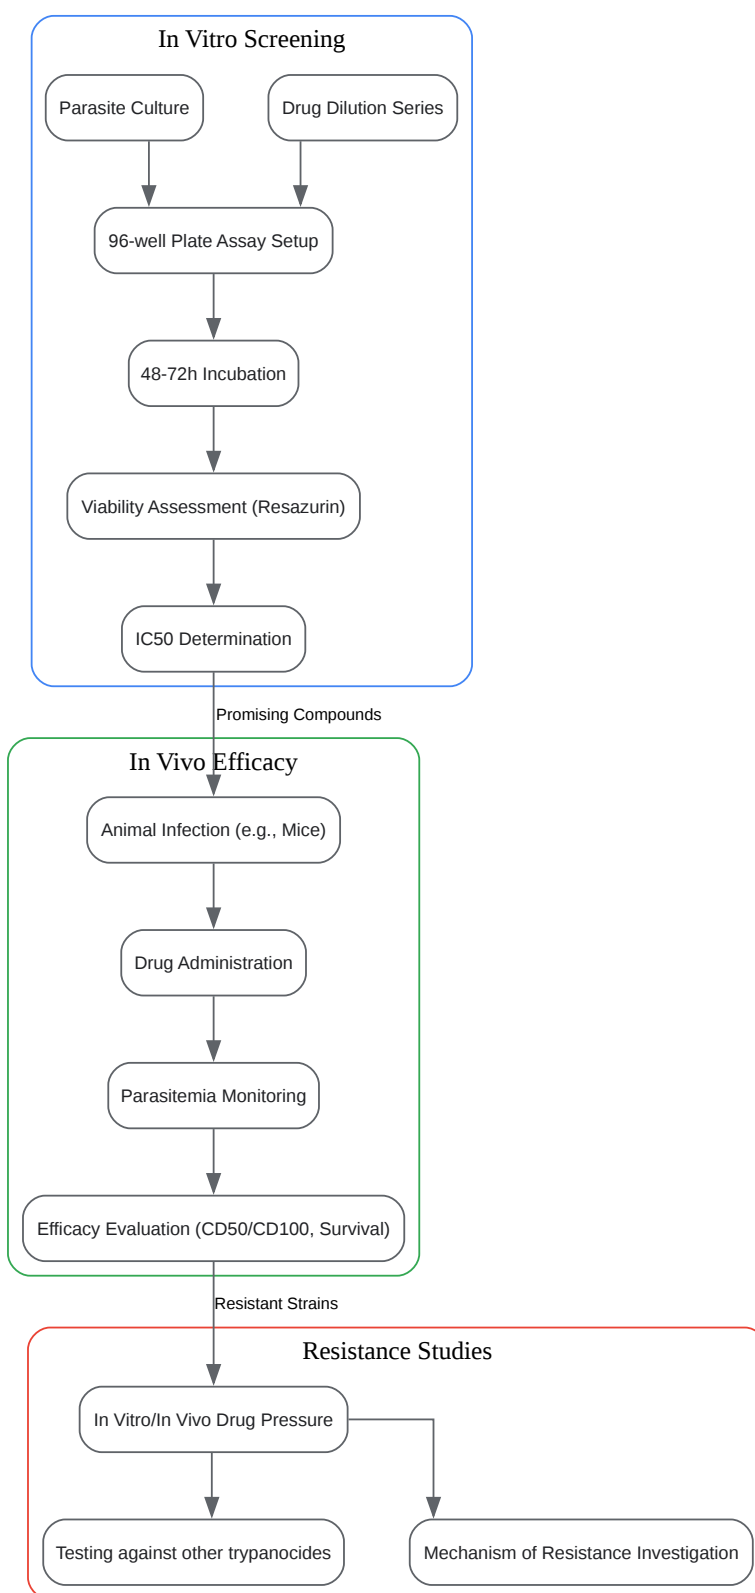 In Vitro Screening
Parasite Culture
Drug Dilution Series
96-well Plate Assay Setup
48-72h Incubation
Viability Assessment (Resazurin)
IC50 Determination
Promising Compounds
In Vivo Efficacy
Animal Infection (e.g., Mice)
Drug Administration
Parasitemia Monitoring
Efficacy Evaluation (CD50/CD100, Survival)
Resistant Strains
Resistance Studies
In Vitro/In Vivo Drug Pressure
Testing against other trypanocides
Mechanism of Resistance Investigation